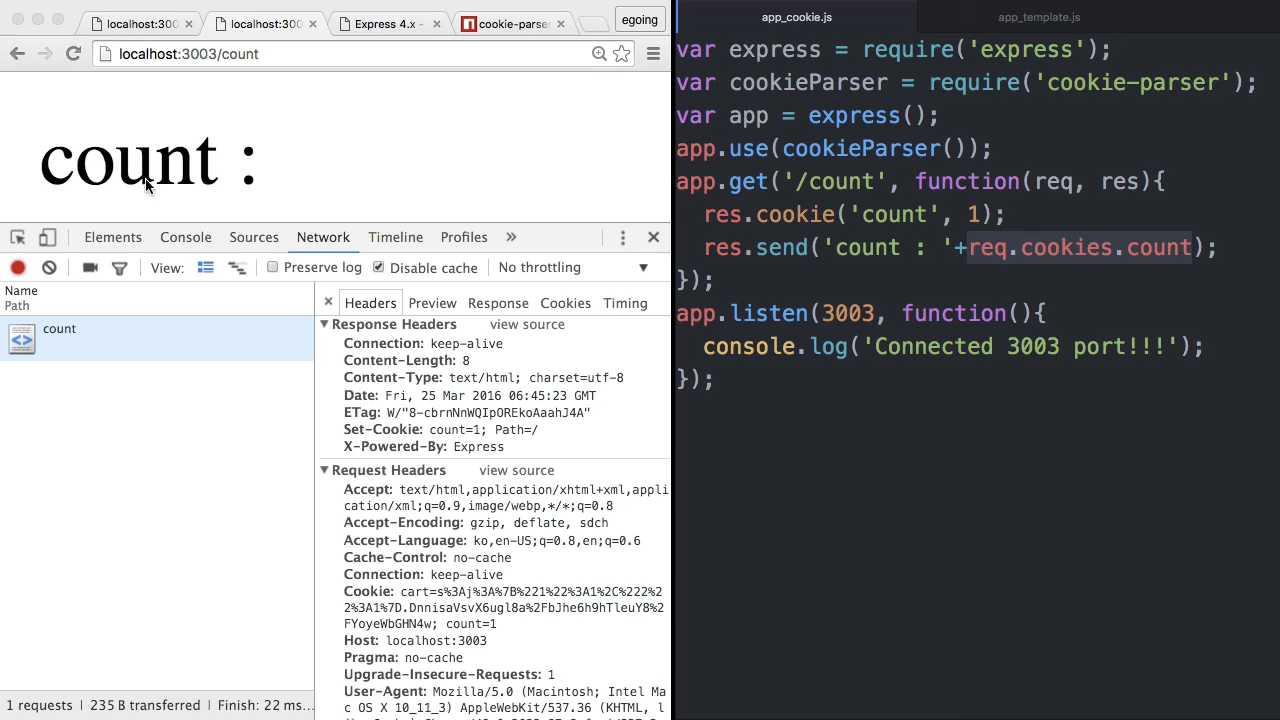 localhost:300
localhost:300
Express 4.x -
cookie-parser
egoing
localhost:3003/count
count :
Elements
Console
Sources
Network
Timeline
Profiles
»
View:
Preserve log
Disable cache
No throttling
Name
Path
count
Headers
Preview
Response
Cookies
Timing
Response Headers view source
Connection: keep-alive
Content-Length: 8
Content-Type: text/html; charset=utf-8
Date: Fri, 25 Mar 2016 06:45:23 GMT
ETag: W/"8-cbrnNnWQIpOREkoAaahJ4A"
Set-Cookie: count=1; Path=/
X-Powered-By: Express
Request Headers view source
Accept: text/html,application/xhtml+xml,appli
cation/xml;q=0.9,image/webp,*/*;q=0.8
Accept-Encoding: gzip, deflate, sdch
Accept-Language: ko,en-US;q=0.8,en;q=0.6
Cache-Control: no-cache
Connection: keep-alive
Cookie: cart=s%3Aj%3A%7B%221%22%3A1%2C%222%2
2%3A1%7D.DnnisaVsvX6ugl8a%2FbJhe6h9hTleuY8%2
FYoyeWbGHN4w; count=1
Host: localhost:3003
Pragma: no-cache
Upgrade-Insecure-Requests: 1
User-Agent: Mozilla/5.0 (Macintosh; Intel Ma
c OS X 10_11_3) AppleWebKit/537.36 (KHTML, l
1 requests | 235 B transferred | Finish: 22 ms...
app_cookie.js
app_template.js
var express = require('express');
var cookieParser = require('cookie-parser');
var app = express();
app.use(cookieParser());
app.get('/count', function(req, res){
  res.cookie('count', 1);
  res.send('count : '+req.cookies.count);
});
app.listen(3003, function(){
  console.log('Connected 3003 port!!!');
});